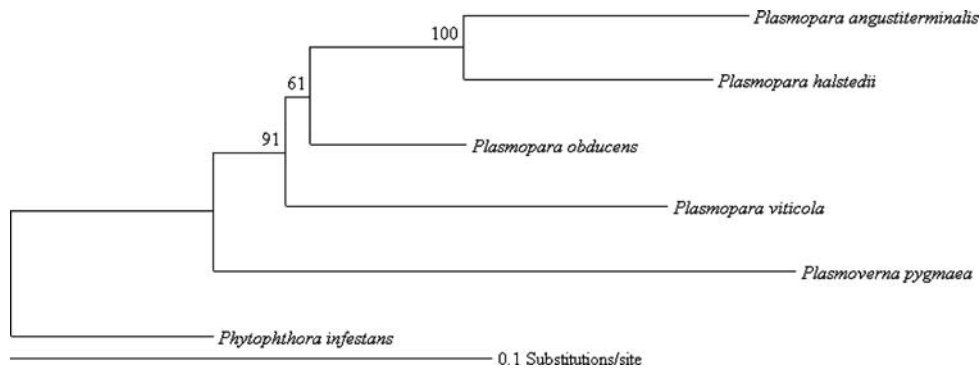 Plasmopara angustiterminalis
100
Plasmopara halstedii
61
Plasmopara obducens
91
Plasmopara viticola
Plasmoverna pygmaea
Phytophthora infestans
0.1 Substitutions/site